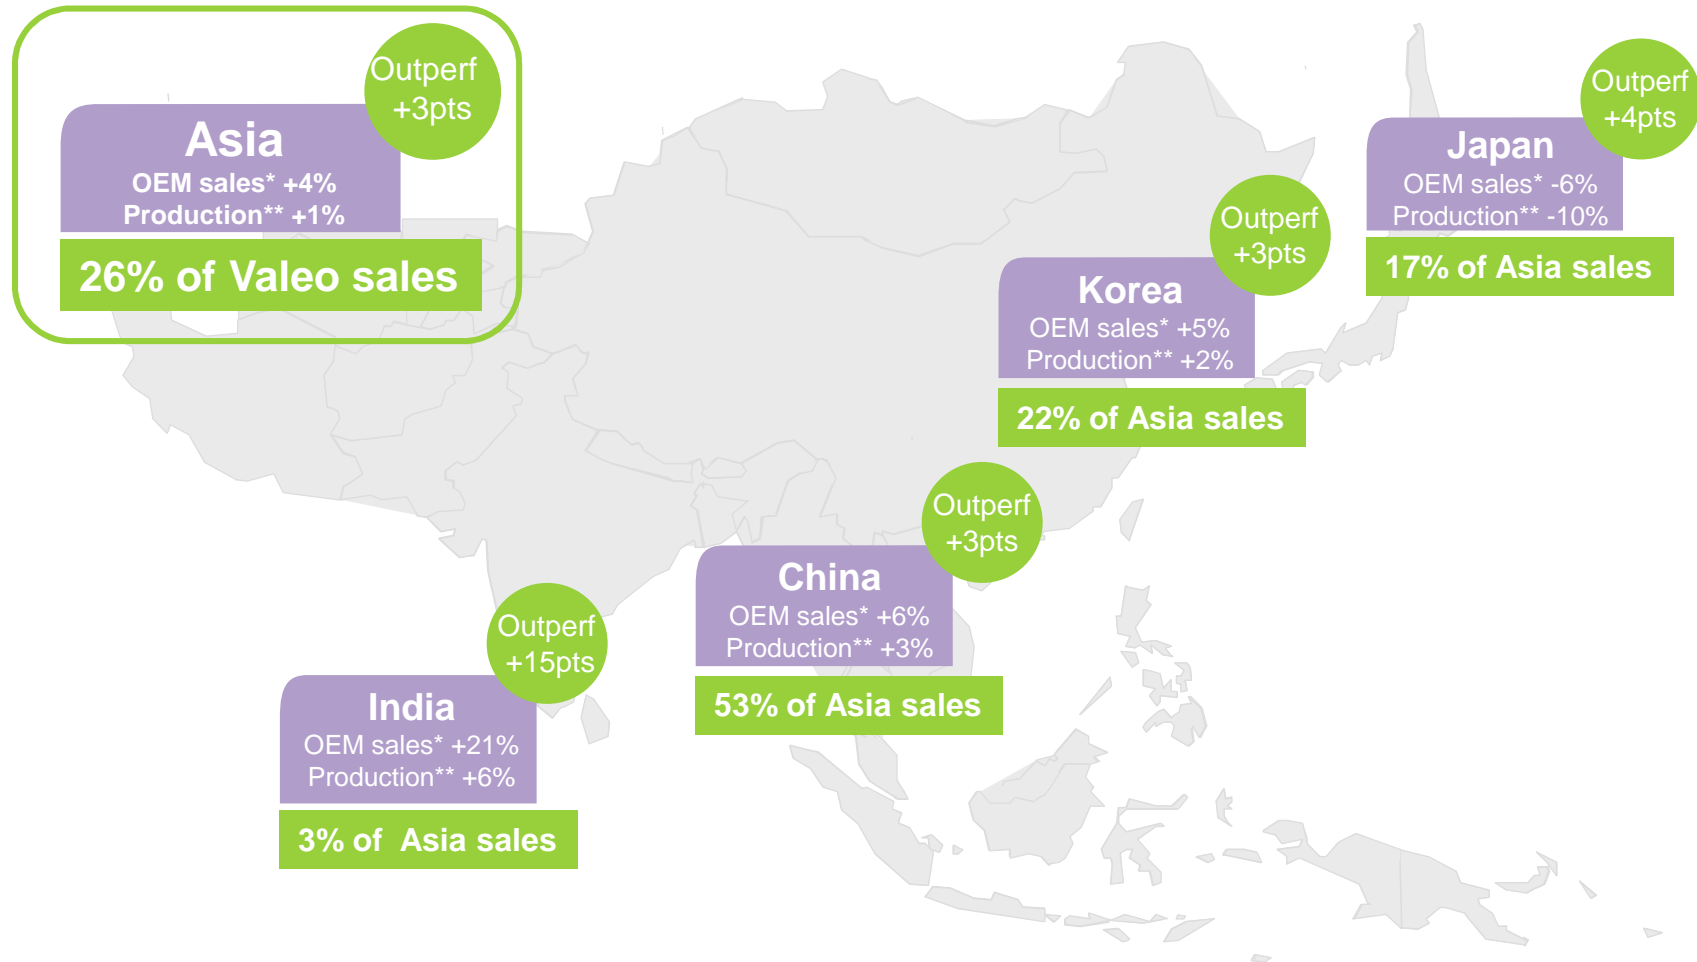 Outperf
+3pts
Asia
OEM sales* +4%
Production** +1%
26% of Valeo sales
Outperf
+4pts
Japan
OEM sales* -6%
Production** -10%
17% of Asia sales
Outperf
+3pts
Korea
OEM sales* +5%
Production** +2%
22% of Asia sales
Outperf
+3pts
China
OEM sales* +6%
Production** +3%
53% of Asia sales
Outperf
+15pts
India
OEM sales* +21%
Production** +6%
3% of  Asia sales